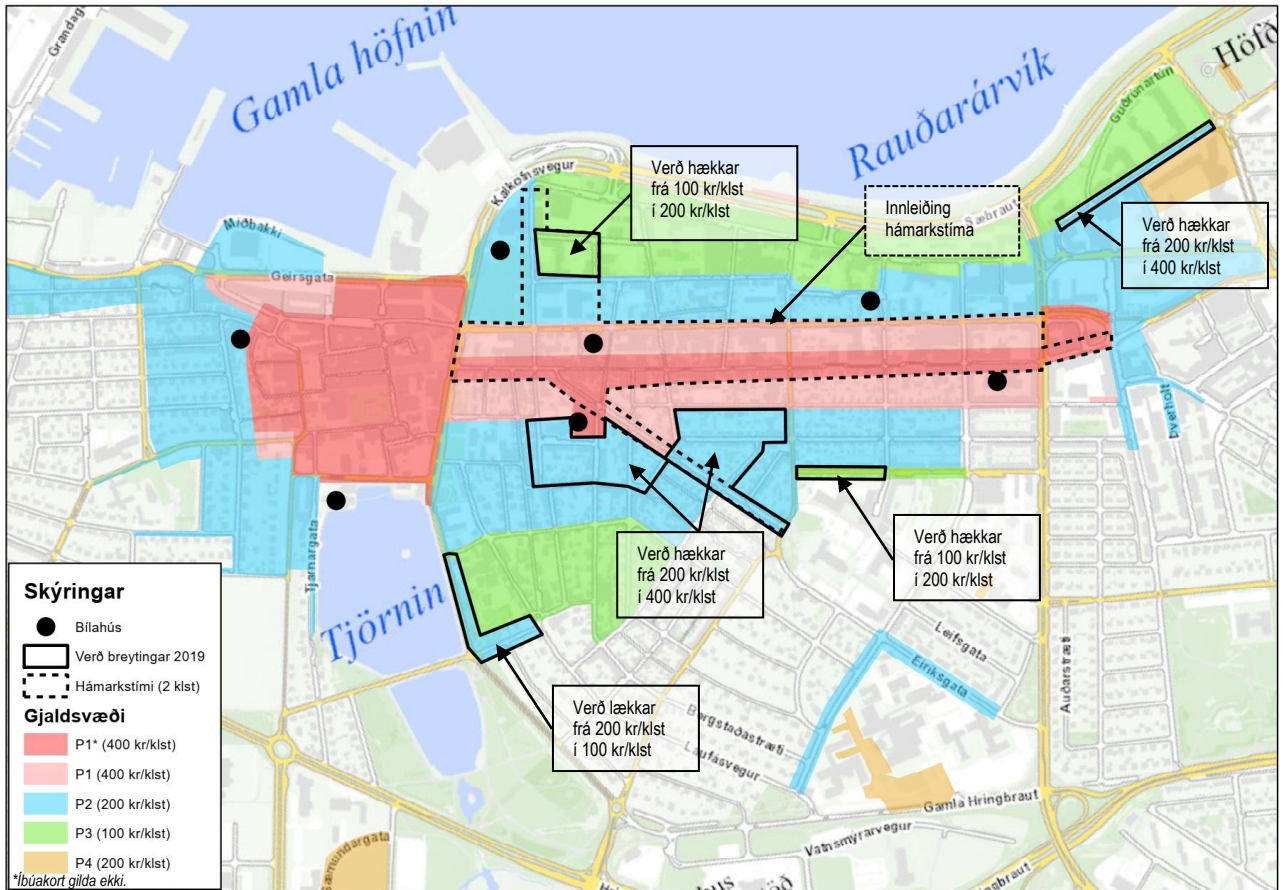 Grandaga
Gamla höfnin
Rauðarárvík
Höfð
Guðrúnartún
Kalkofnsvegur
Verð hækkar
frá 100 kr/klst
í 200 kr/klst
Innleiðing
hámarkstíma
Sæbraut
Verð hækkar
frá 200 kr/klst
í 400 kr/klst
Miðbakki
Geirsgata
Þverholt
Verð hækkar
frá 100 kr/klst
í 200 kr/klst
Verð hækkar
frá 200 kr/klst
í 400 kr/klst
Tjarnargata
Tjörnin
Leifsgata
Eiríksgata
Auðarstræti
Verð lækkar
frá 200 kr/klst
í 100 kr/klst
Bergstaðastræti
Laufásvegur
Gamla Hringbraut
Vatnsmýrarvegur
Sæmundargata
Skýringar
Bílahús
Verð breytingar 2019
Hámarkstími (2 klst)
Gjaldsvæði
P1* (400 kr/klst)
P1 (400 kr/klst)
P2 (200 kr/klst)
P3 (100 kr/klst)
P4 (200 kr/klst)
*Íbúakort gilda ekki.